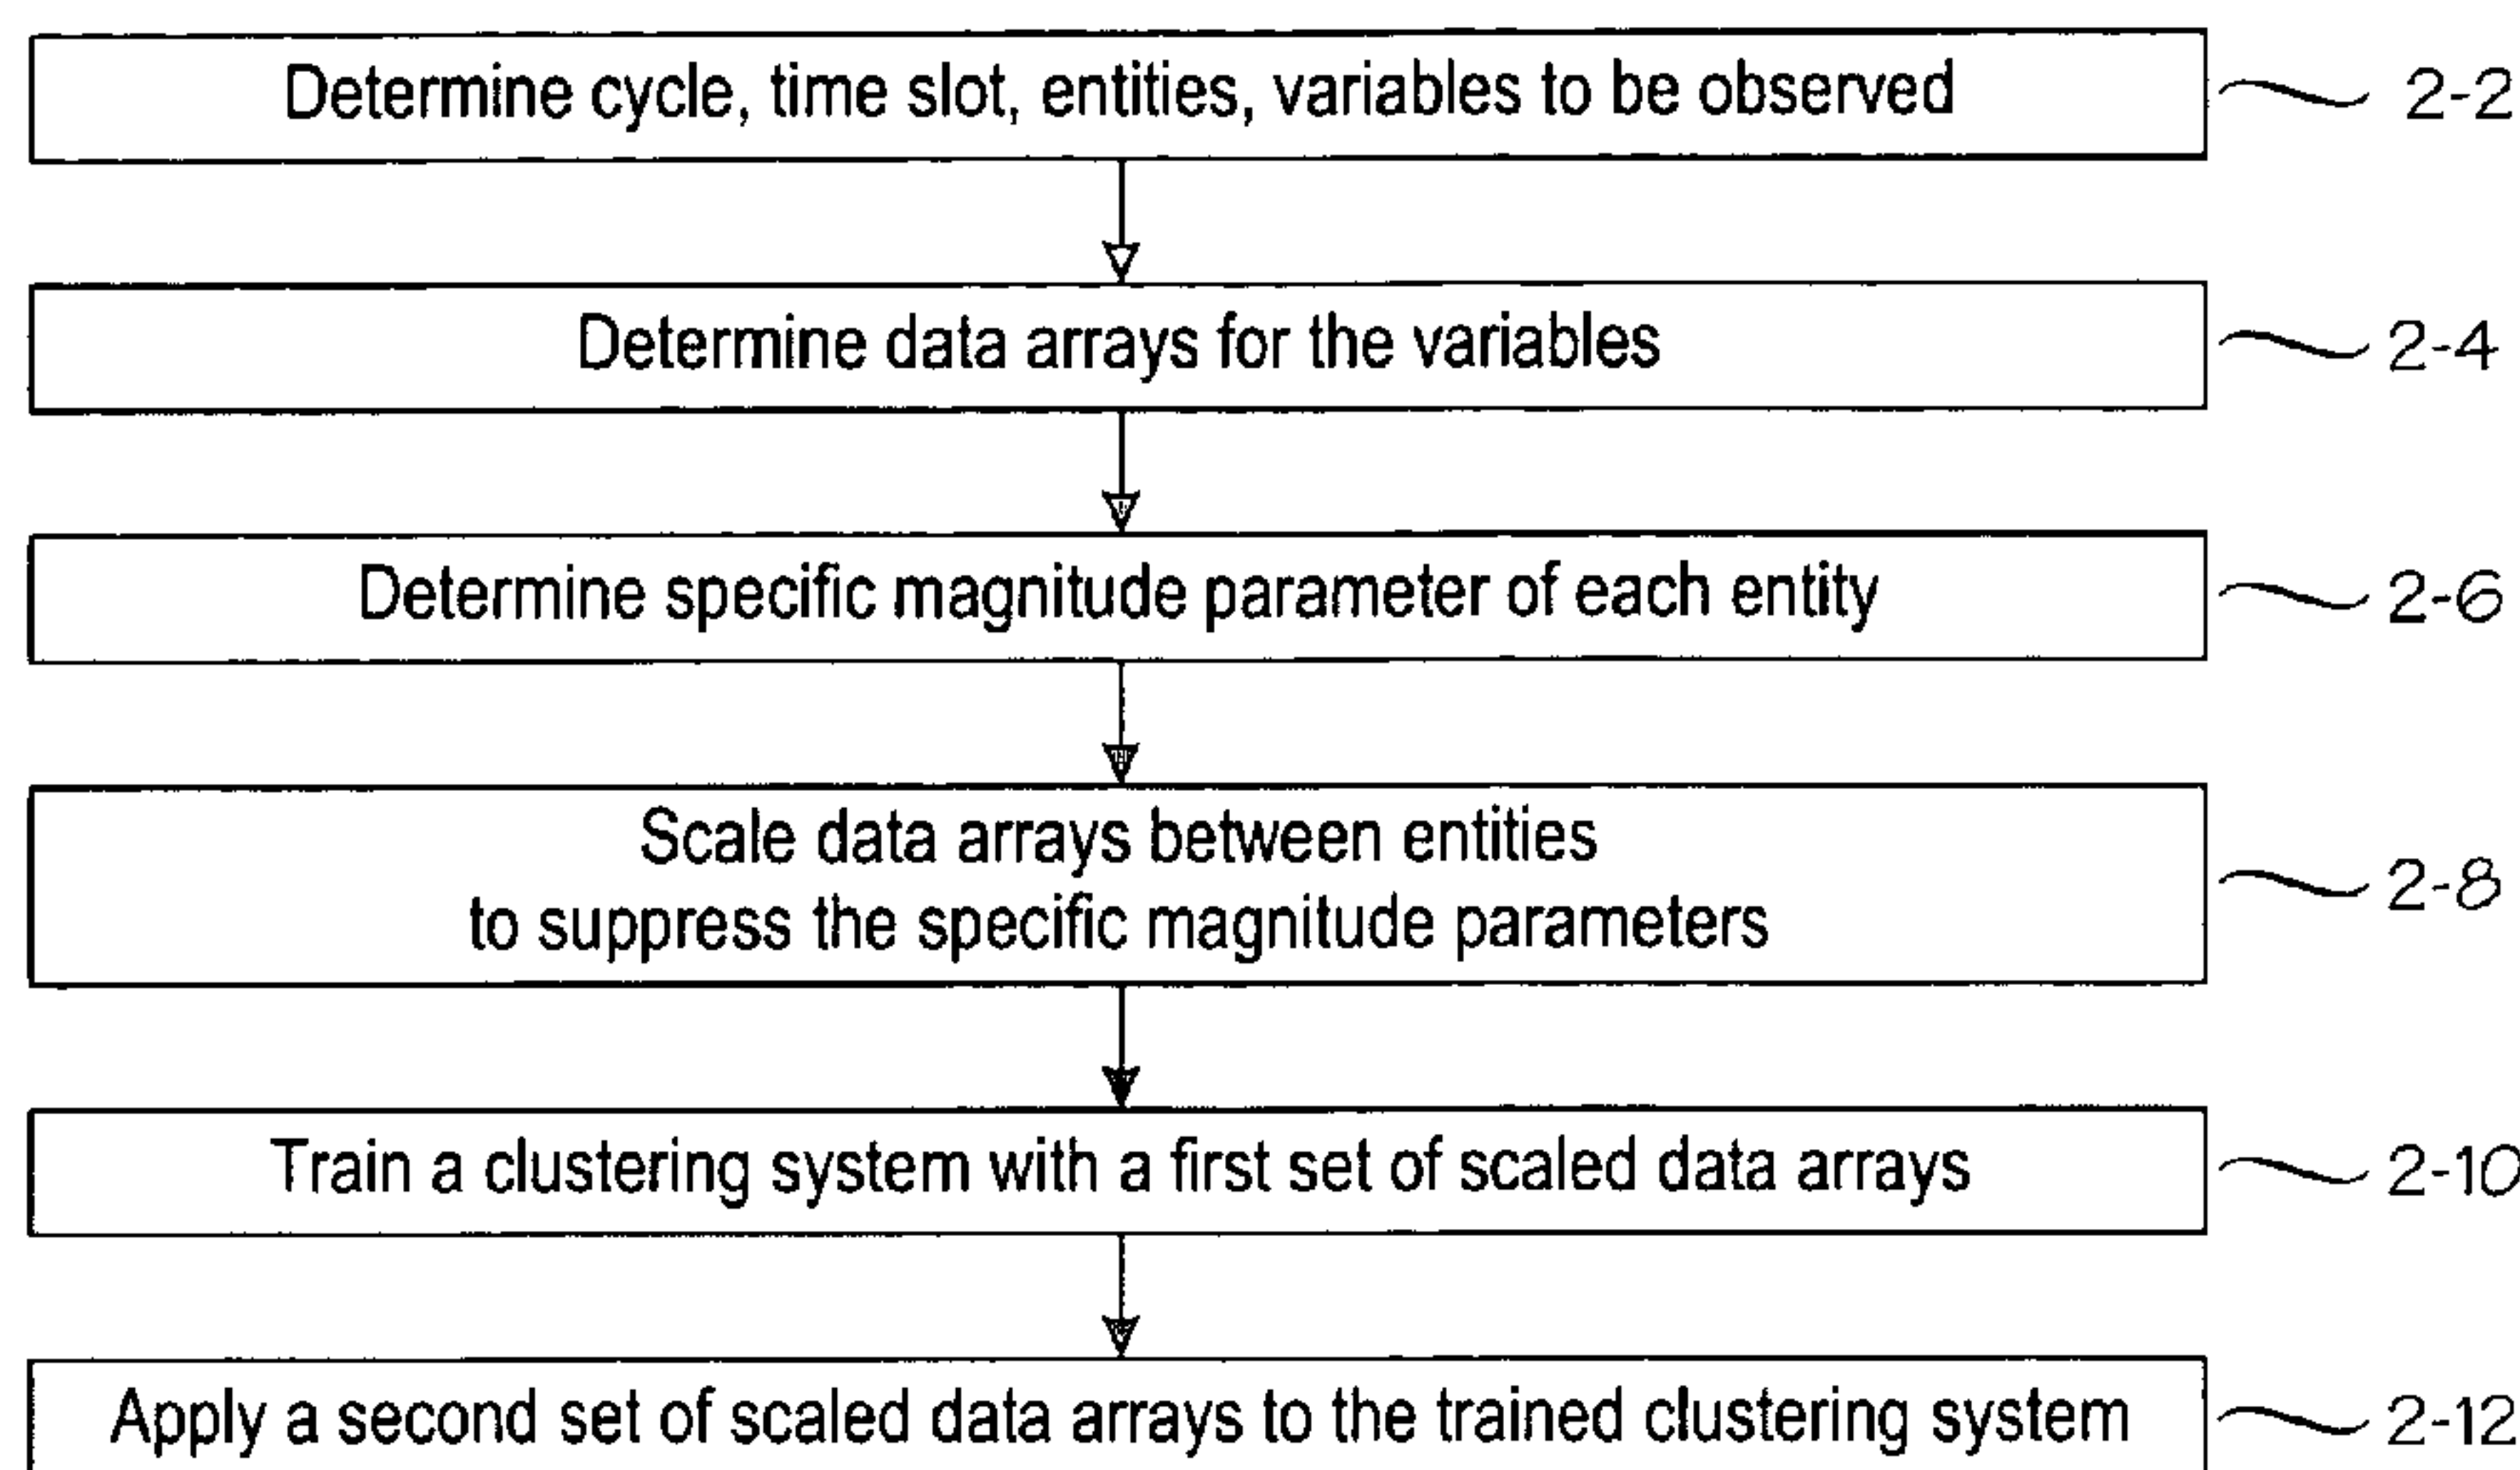 Determine cycle, time slot, entities, variables to be observed 2-2
Determine data arrays for the variables 2-4
Determine specific magnitude parameter of each entity 2-6
Scale data arrays between entities
to suppress the specific magnitude parameters
2-8
Train a clustering system with a first set of scaled data arrays 2-10
Apply a second set of scaled data arrays to the trained clustering system 2-12